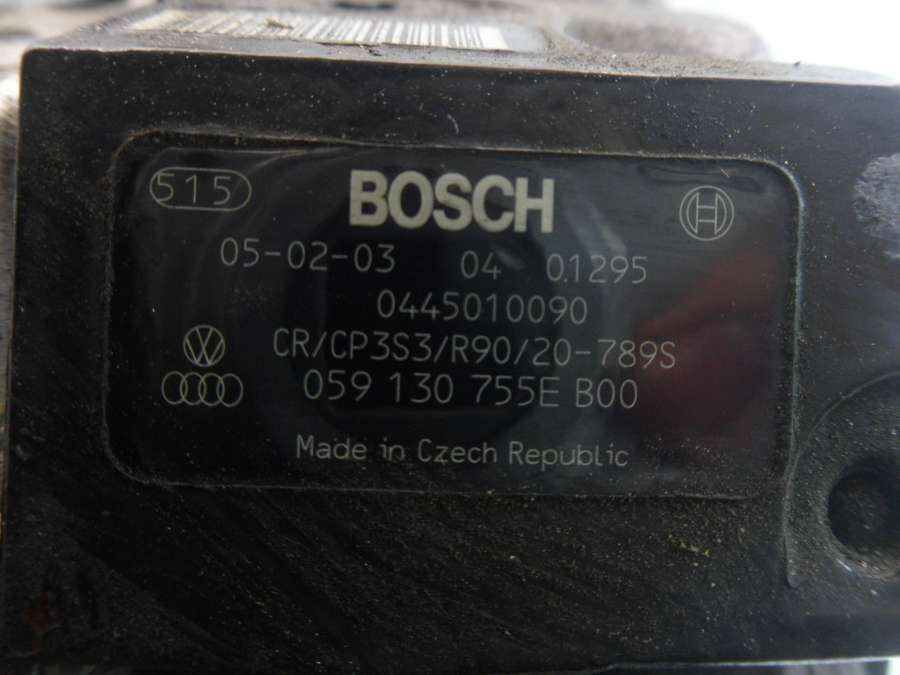 515
BOSCH
05-02-03 04 01295
0445010090
CR/CP3S3/R90/20-789S
059 130 755E B00
Made in Czech Republic